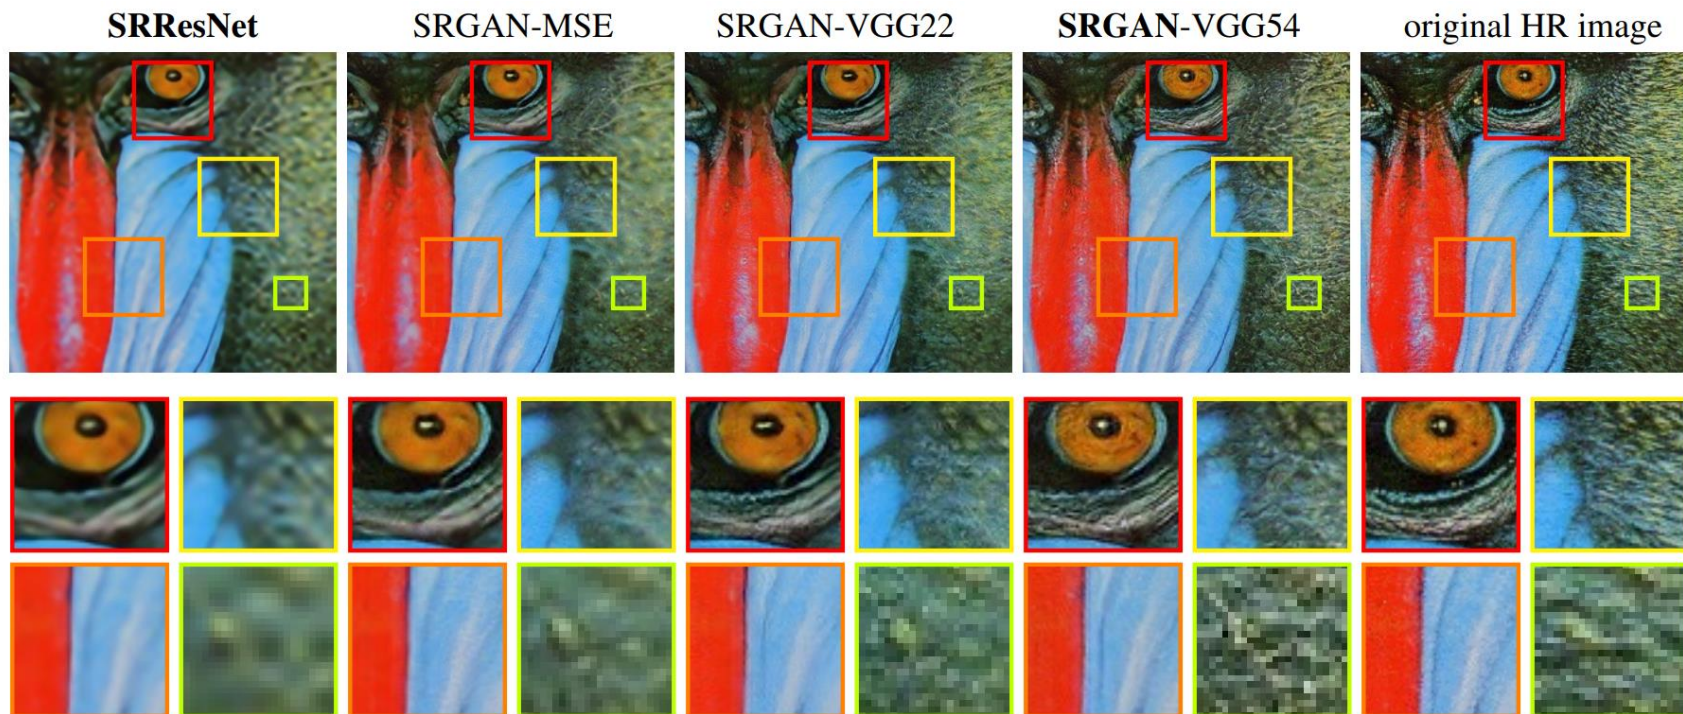 SRResNet
SRGAN-MSE
SRGAN-VGG22
SRGAN-VGG54
original HR image